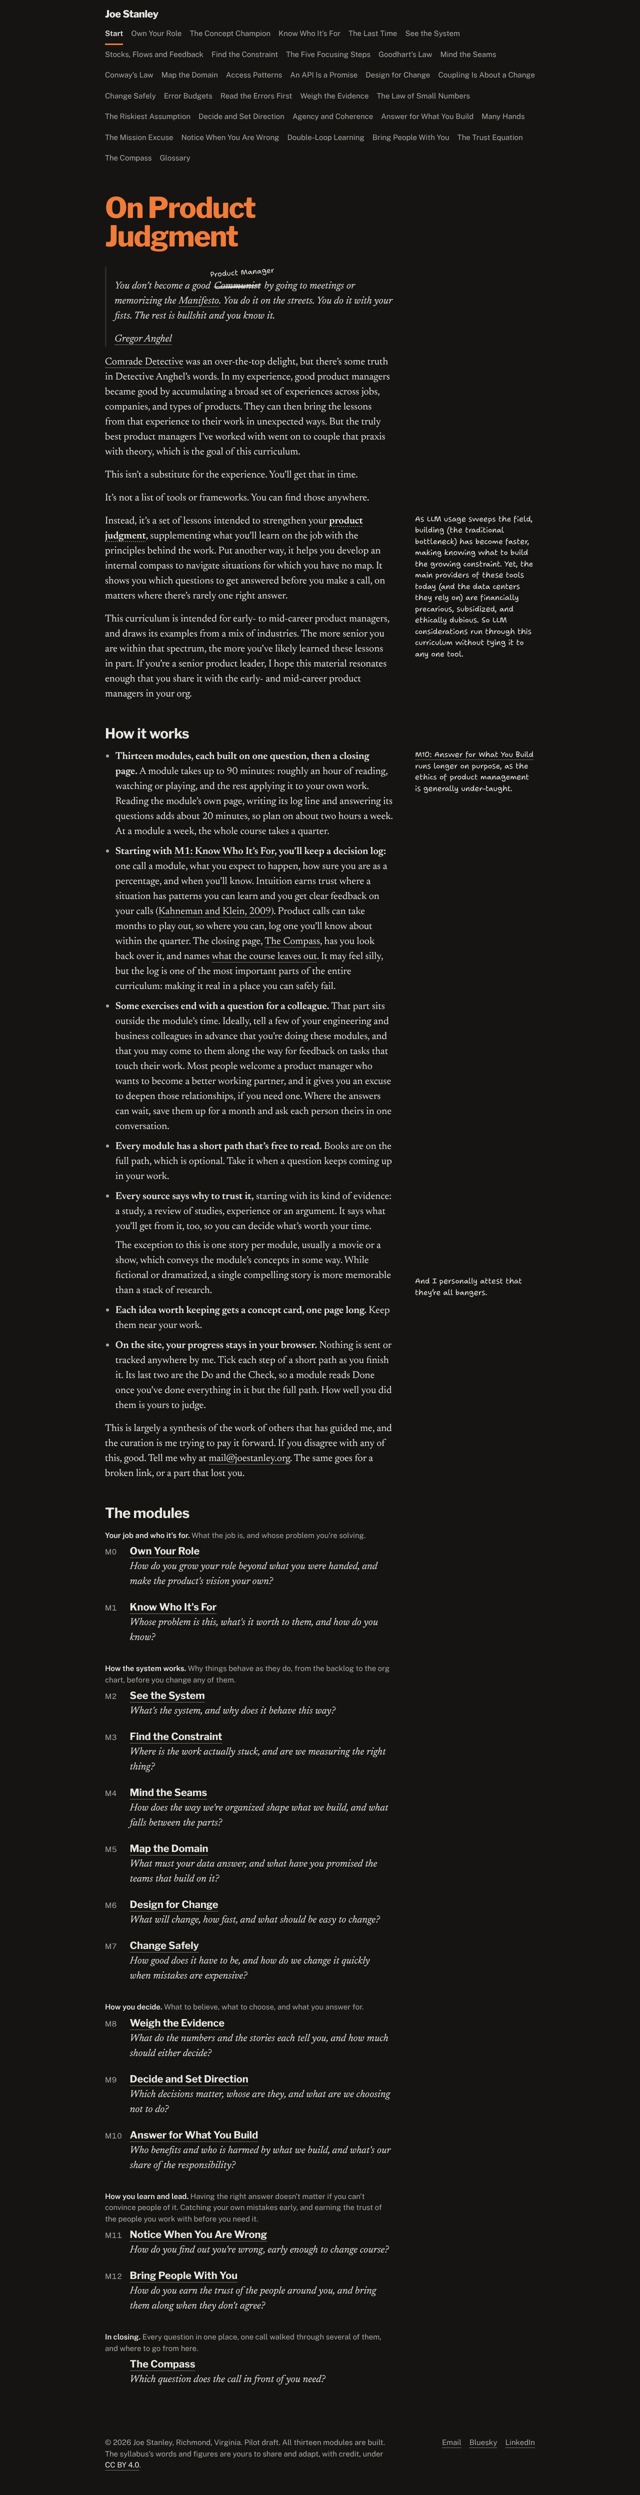 Joe Stanley
Start Own Your Role The Concept Champion Know Who It's For The Last Time See the System
Stocks, Flows and Feedback Find the Constraint The Five Focusing Steps Goodhart's Law Mind the Seams
Conway's Law Map the Domain Access Patterns An API Is a Promise Design for Change Coupling Is About a Change
Change Safely Error Budgets Read the Errors First Weigh the Evidence The Law of Small Numbers
The Riskiest Assumption Decide and Set Direction Agency and Coherence Answer for What You Build Many Hands
The Mission Excuse Notice When You Are Wrong Double-Loop Learning Bring People With You The Trust Equation
The Compass Glossary
On Product
Judgment
Product Manager
You don't become a good Communist by going to meetings or
memorizing the Manifesto. You do it on the streets. You do it with your
fists. The rest is bullshit and you know it.
Gregor Anghel
Comrade Detective was an over-the-top delight, but there's some truth
in Detective Anghel's words. In my experience, good product managers
became good by accumulating a broad set of experiences across jobs,
companies, and types of products. They can then bring the lessons
from that experience to their work in unexpected ways. But the truly
best product managers I've worked with went on to couple that praxis
with theory, which is the goal of this curriculum.
This isn't a substitute for the experience. You'll get that in time.
It's not a list of tools or frameworks. You can find those anywhere.
Instead, it's a set of lessons intended to strengthen your product
judgment, supplementing what you'll learn on the job with the
principles behind the work. Put another way, it helps you develop an
internal compass to navigate situations for which you have no map. It
shows you which questions to get answered before you make a call, on
matters where there's rarely one right answer.
As LLM usage sweeps the field,
building (the traditional
bottleneck) has become faster,
making knowing what to build
the growing constraint. Yet, the
main providers of these tools
today (and the data centers
they rely on) are financially
precarious, subsidized, and
ethically dubious. So LLM
considerations run through this
curriculum without tying it to
any one tool.
This curriculum is intended for early- to mid-career product managers,
and draws its examples from a mix of industries. The more senior you
are within that spectrum, the more you've likely learned these lessons
in part. If you're a senior product leader, I hope this material resonates
enough that you share it with the early- and mid-career product
managers in your org.
How it works
• Thirteen modules, each built on one question, then a closing
page. A module takes up to 90 minutes: roughly an hour of reading,
watching or playing, and the rest applying it to your own work.
Reading the module's own page, writing its log line and answering its
questions adds about 20 minutes, so plan on about two hours a week.
At a module a week, the whole course takes a quarter.
M10: Answer for What You Build
runs longer on purpose, as the
ethics of product management
is generally under-taught.
• Starting with M1: Know Who It's For, you'll keep a decision log:
one call a module, what you expect to happen, how sure you are as a
percentage, and when you'll know. Intuition earns trust where a
situation has patterns you can learn and you get clear feedback on
your calls (Kahneman and Klein, 2009). Product calls can take
months to play out, so where you can, log one you'll know about
within the quarter. The closing page, The Compass, has you look
back over it, and names what the course leaves out. It may feel silly,
but the log is one of the most important parts of the entire
curriculum: making it real in a place you can safely fail.
• Some exercises end with a question for a colleague. That part sits
outside the module's time. Ideally, tell a few of your engineering and
business colleagues in advance that you're doing these modules, and
that you may come to them along the way for feedback on tasks that
touch their work. Most people welcome a product manager who
wants to become a better working partner, and it gives you an excuse
to deepen those relationships, if you need one. Where the answers
can wait, save them up for a month and ask each person theirs in one
conversation.
• Every module has a short path that's free to read. Books are on the
full path, which is optional. Take it when a question keeps coming up
in your work.
• Every source says why to trust it, starting with its kind of evidence:
a study, a review of studies, experience or an argument. It says what
you'll get from it, too, so you can decide what's worth your time.
The exception to this is one story per module, usually a movie or a
show, which conveys the module's concepts in some way. While
fictional or dramatized, a single compelling story is more memorable
than a stack of research.
And I personally attest that
they're all bangers.
• Each idea worth keeping gets a concept card, one page long. Keep
them near your work.
• On the site, your progress stays in your browser. Nothing is sent or
tracked anywhere by me. Tick each step of a short path as you finish
it. Its last two are the Do and the Check, so a module reads Done
once you've done everything in it but the full path. How well you did
them is yours to judge.
This is largely a synthesis of the work of others that has guided me, and
the curation is me trying to pay it forward. If you disagree with any of
this, good. Tell me why at mail@joestanley.org. The same goes for a
broken link, or a part that lost you.
The modules
Your job and who it's for. What the job is, and whose problem you're solving.
M0 Own Your Role
How do you grow your role beyond what you were handed, and
make the product's vision your own?
M1 Know Who It's For
Whose problem is this, what's it worth to them, and how do you
know?
How the system works. Why things behave as they do, from the backlog to the org
chart, before you change any of them.
M2 See the System
What's the system, and why does it behave this way?
M3 Find the Constraint
Where is the work actually stuck, and are we measuring the right
thing?
M4 Mind the Seams
How does the way we're organized shape what we build, and what
falls between the parts?
M5 Map the Domain
What must your data answer, and what have you promised the
teams that build on it?
M6 Design for Change
What will change, how fast, and what should be easy to change?
M7 Change Safely
How good does it have to be, and how do we change it quickly
when mistakes are expensive?
How you decide. What to believe, what to choose, and what you answer for.
M8 Weigh the Evidence
What do the numbers and the stories each tell you, and how much
should either decide?
M9 Decide and Set Direction
Which decisions matter, whose are they, and what are we choosing
not to do?
M10 Answer for What You Build
Who benefits and who is harmed by what we build, and what's our
share of the responsibility?
How you learn and lead. Having the right answer doesn't matter if you can't
convince people of it. Catching your own mistakes early, and earning the trust of
the people you work with before you need it.
M11 Notice When You Are Wrong
How do you find out you're wrong, early enough to change course?
M12 Bring People With You
How do you earn the trust of the people around you, and bring
them along when they don't agree?
In closing. Every question in one place, one call walked through several of them,
and where to go from here.
The Compass
Which question does the call in front of you need?
© 2026 Joe Stanley, Richmond, Virginia. Pilot draft. All thirteen modules are built.
The syllabus's words and figures are yours to share and adapt, with credit, under
CC BY 4.0.
Email Bluesky LinkedIn